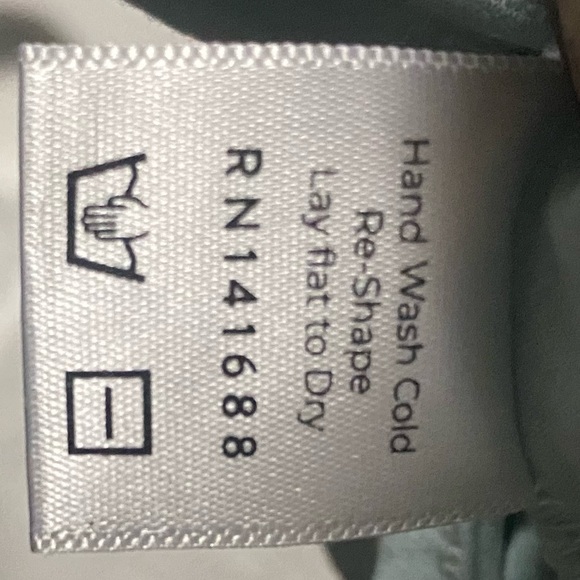 Hand Wash Cold
Re-Shape
Lay flat to Dry
RN141688